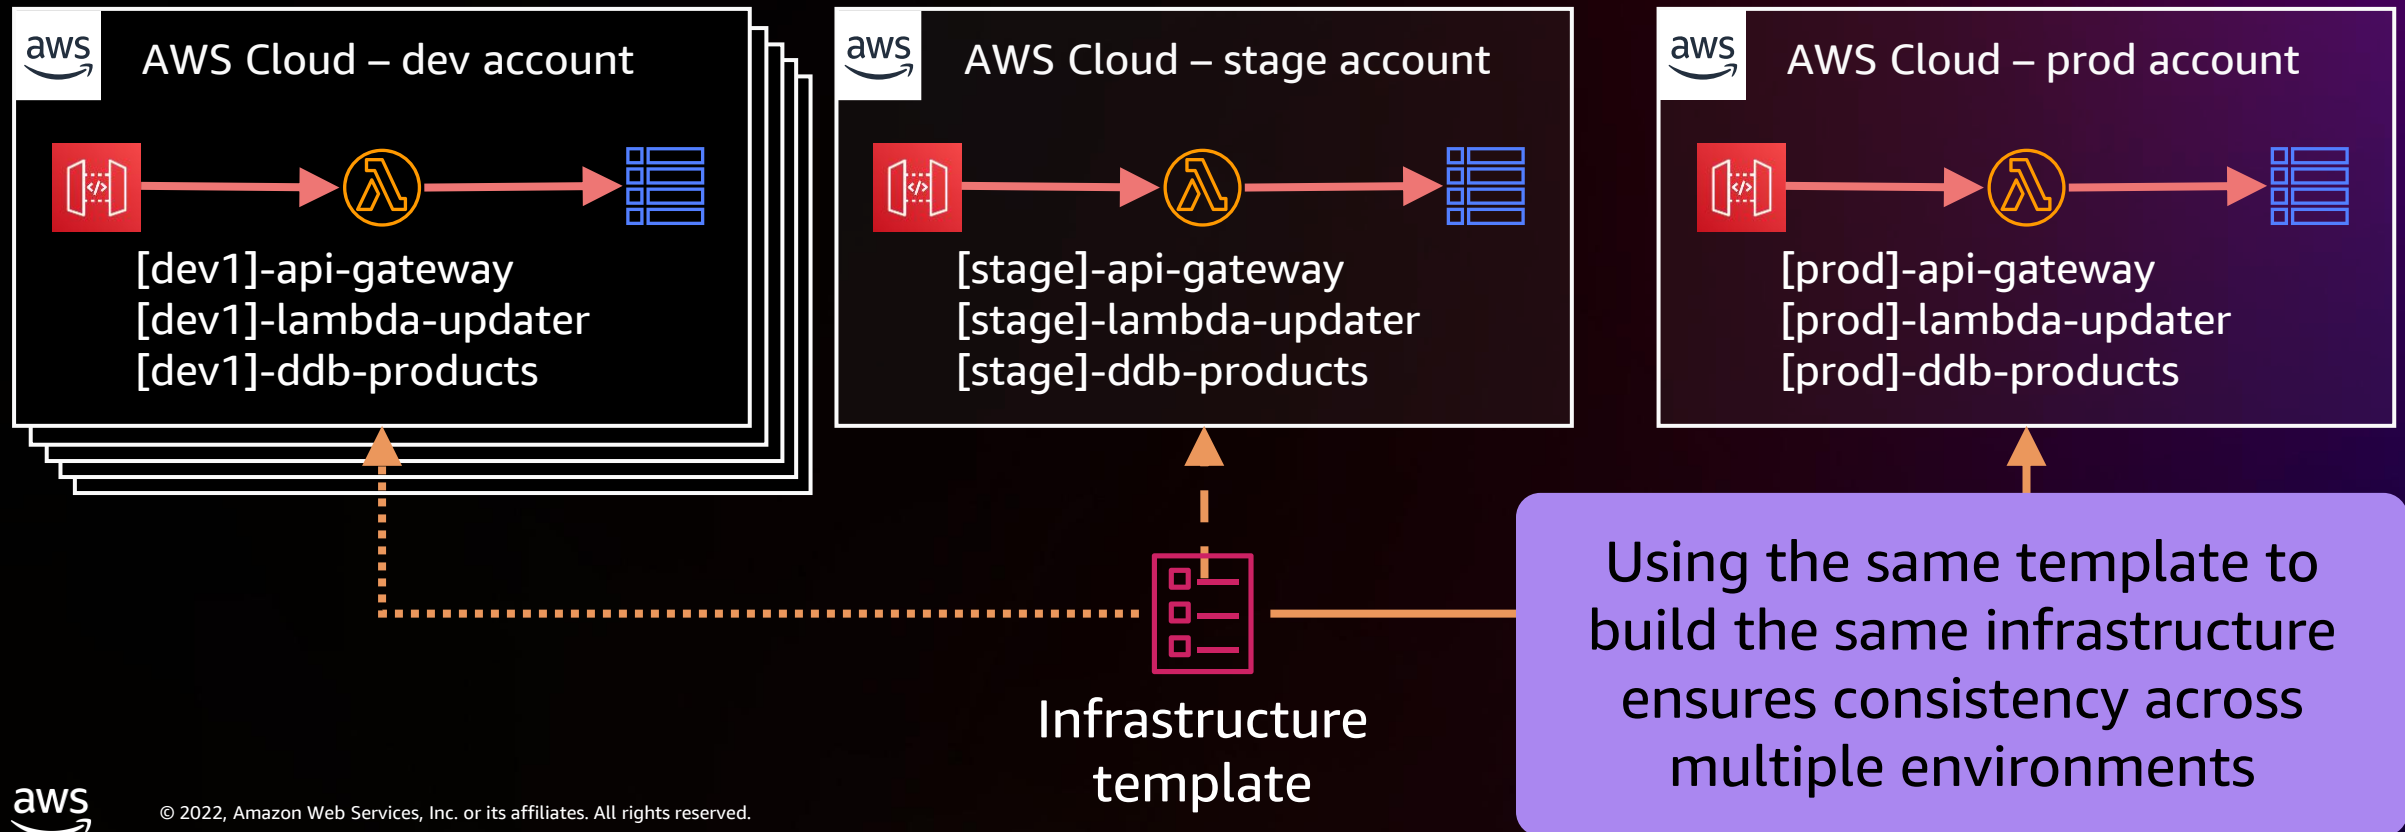 aws
AWS Cloud – dev account
[dev1]-api-gateway
[dev1]-lambda-updater
[dev1]-ddb-products
aws
AWS Cloud – stage account
[stage]-api-gateway
[stage]-lambda-updater
[stage]-ddb-products
aws
AWS Cloud – prod account
[prod]-api-gateway
[prod]-lambda-updater
[prod]-ddb-products
Infrastructure
template
Using the same template to
build the same infrastructure
ensures consistency across
multiple environments
aws
© 2022, Amazon Web Services, Inc. or its affiliates. All rights reserved.